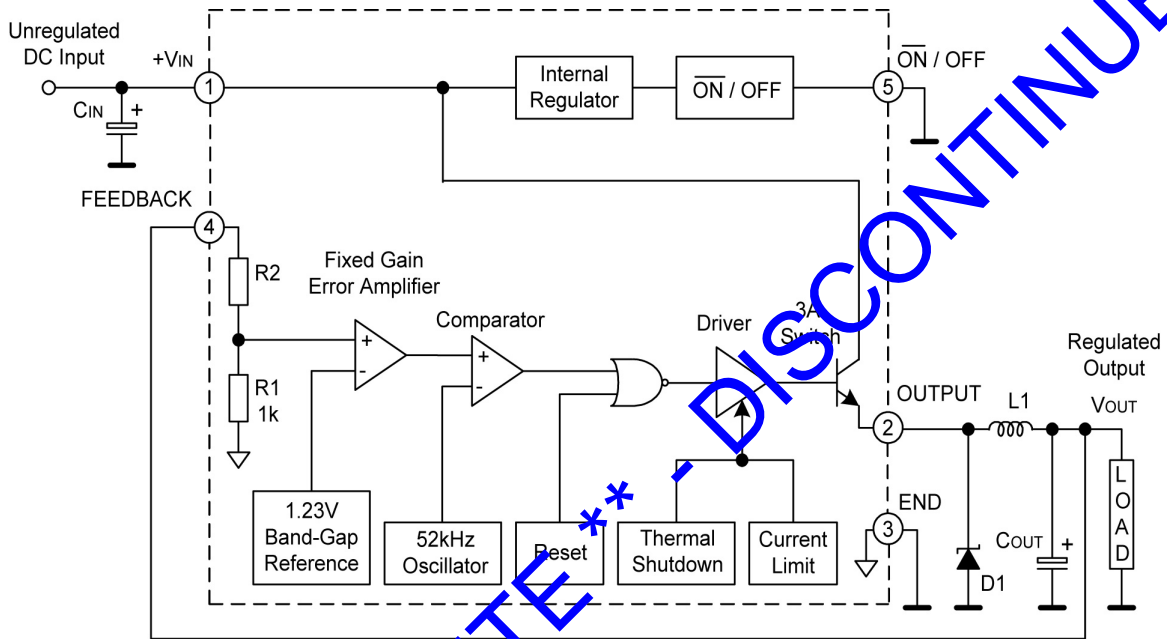 Unregulated
DC Input
+VIN
1
CIN
+
Internal
Regulator
ON / OFF
5
ON / OFF
FEEDBACK
4
R2
R1
1k
Fixed Gain
Error Amplifier
+
-
Comparator
+
-
Driver
3A
Switch
OUTPUT
2
L1
Regulated
Output
VOUT
1.23V
Band-Gap
Reference
52kHz
Oscillator
Reset
Thermal
Shutdown
Current
Limit
END
3
D1
COUT
+
LOAD
TE ** - DISCONTINUE